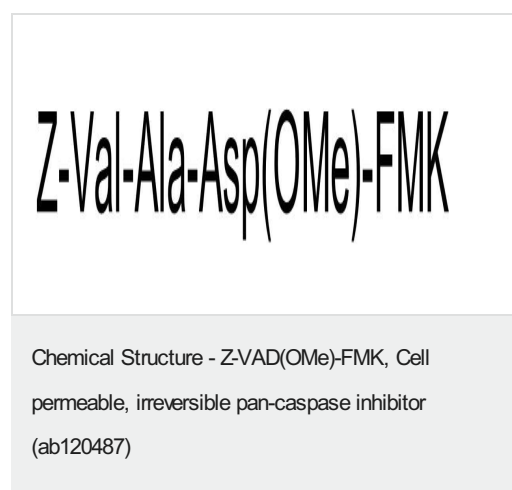 Z-Val-Ala-Asp(OMe)-FMK
Chemical Structure - Z-VAD(OMe)-FMK, Cell
permeable, irreversible pan-caspase inhibitor
(ab120487)